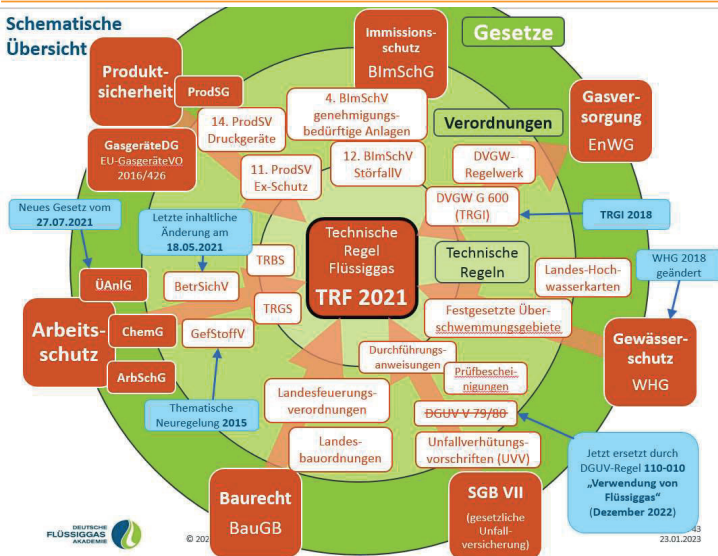 Schematische
Übersicht
Gesetze
Immissions-
schutz
BImSchG
Produkt-
sicherheit
ProdSG
14. ProdSV
Druckgeräte
4. BImSchV
genehmigungs-
bedürftige Anlagen
Verordnungen
Gasver-
sorgung
EnWG
GasgeräteDG
EU-GasgeräteVO
2016/426
11. ProdSV
Ex-Schutz
12. BImSchV
StörfallV
DVGW-
Regelwerk
DVGW G 600
(TRGI)
TRGI 2018
Neues Gesetz vom
27.07.2021
Letzte inhaltliche
Änderung am
18.05.2021
Technische
Regel
Flüssiggas
TRF 2021
Technische
Regeln
WHG 2018
geändert
TRBS
BetrSichV
ÜAnlG
Landes-Hoch-
wasserkarten
TRGS
Festgesetzte Über-
schwemmungsgebiete
Arbeits-
schutz
ChemG
GefStoffV
ArbSchG
Gewässer-
schutz
WHG
Durchführungs-
anweisungen
Prüfbeschei-
nigungen
Landesfeuerungs-
verordnungen
Thematische
Neuregelung 2015
DGUV V 79/80
Landes-
bauordnungen
Unfallverhütungs-
vorschriften (UVV)
Jetzt ersetzt durch
DGUV-Regel 110-010
„Verwendung von
Flüssiggas"
(Dezember 2022)
Baurecht
BauGB
SGB VII
(gesetzliche
Unfall-
versicherung)
DEUTSCHE
FLÜSSIGGAS
AKADEMIE
© 202
43
23.01.2023